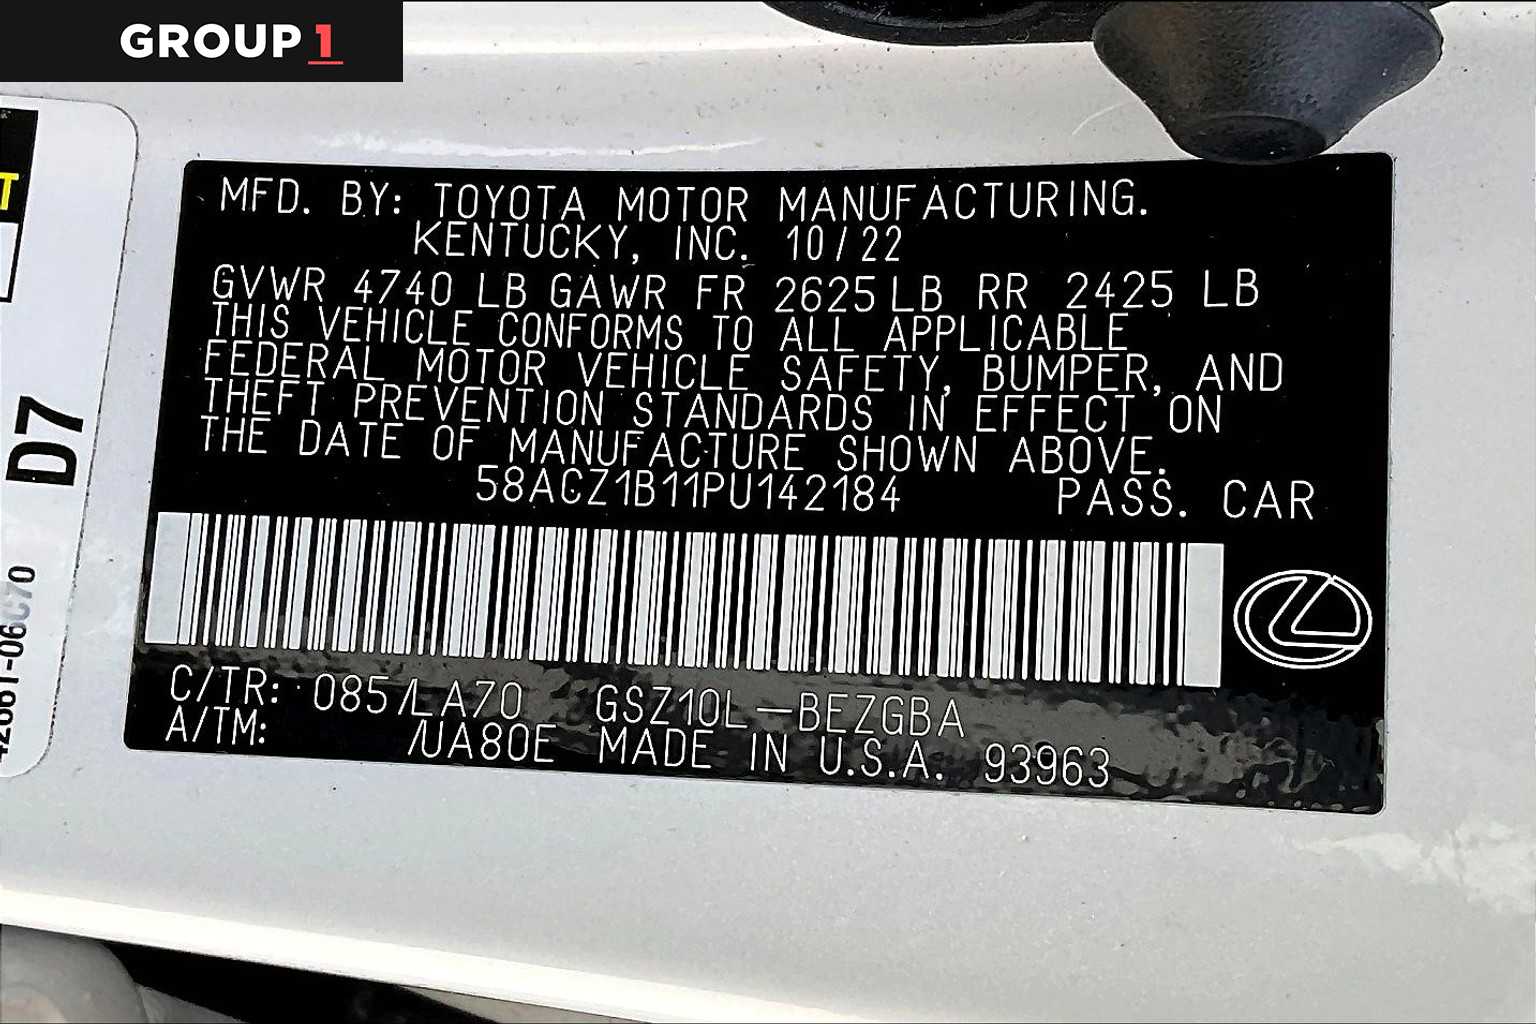 GROUP 1
T
D7
42661-06C70
MFD. BY: TOYOTA MOTOR MANUFACTURING.
KENTUCKY, INC. 10/22
GVWR 4740 LB GAWR FR 2625 LB RR 2425 LB
THIS VEHICLE CONFORMS TO ALL APPLICABLE
FEDERAL MOTOR VEHICLE SAFETY, BUMPER, AND
THEFT PREVENTION STANDARDS IN EFFECT ON
THE DATE OF MANUFACTURE SHOWN ABOVE.
58ACZ1B11PU142184 PASS. CAR
C/TR: 085/LA70 GSZ10L-BEZGBA
A/TM: /UA80E MADE IN U.S.A. 93963